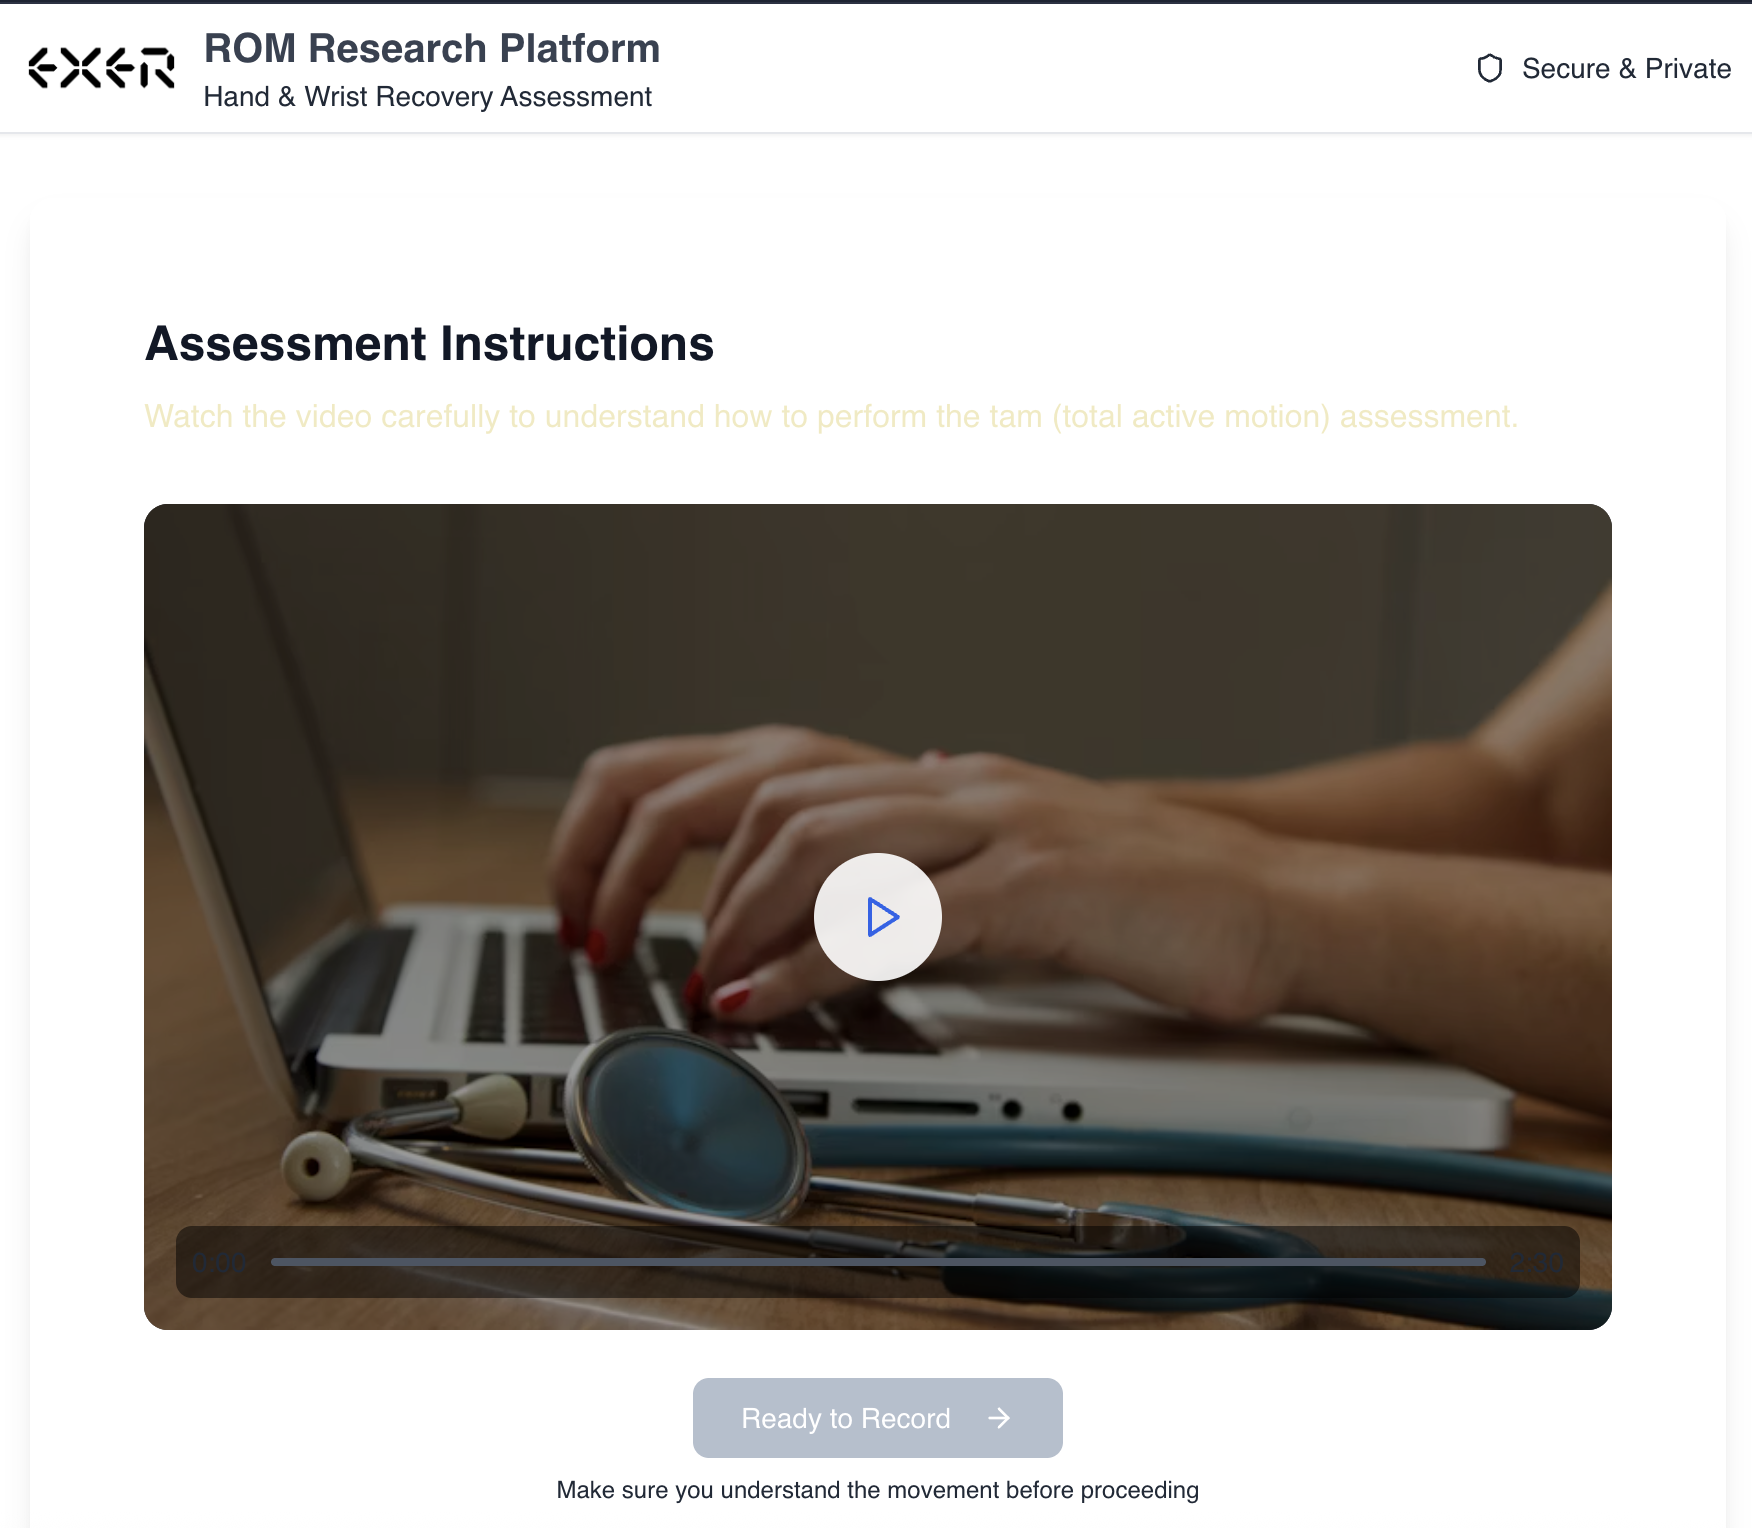 EXER
ROM Research Platform
Hand & Wrist Recovery Assessment
Secure & Private
Assessment Instructions
Watch the video carefully to understand how to perform the tam (total active motion) assessment.
0:00
2:30
Ready to Record
Make sure you understand the movement before proceeding